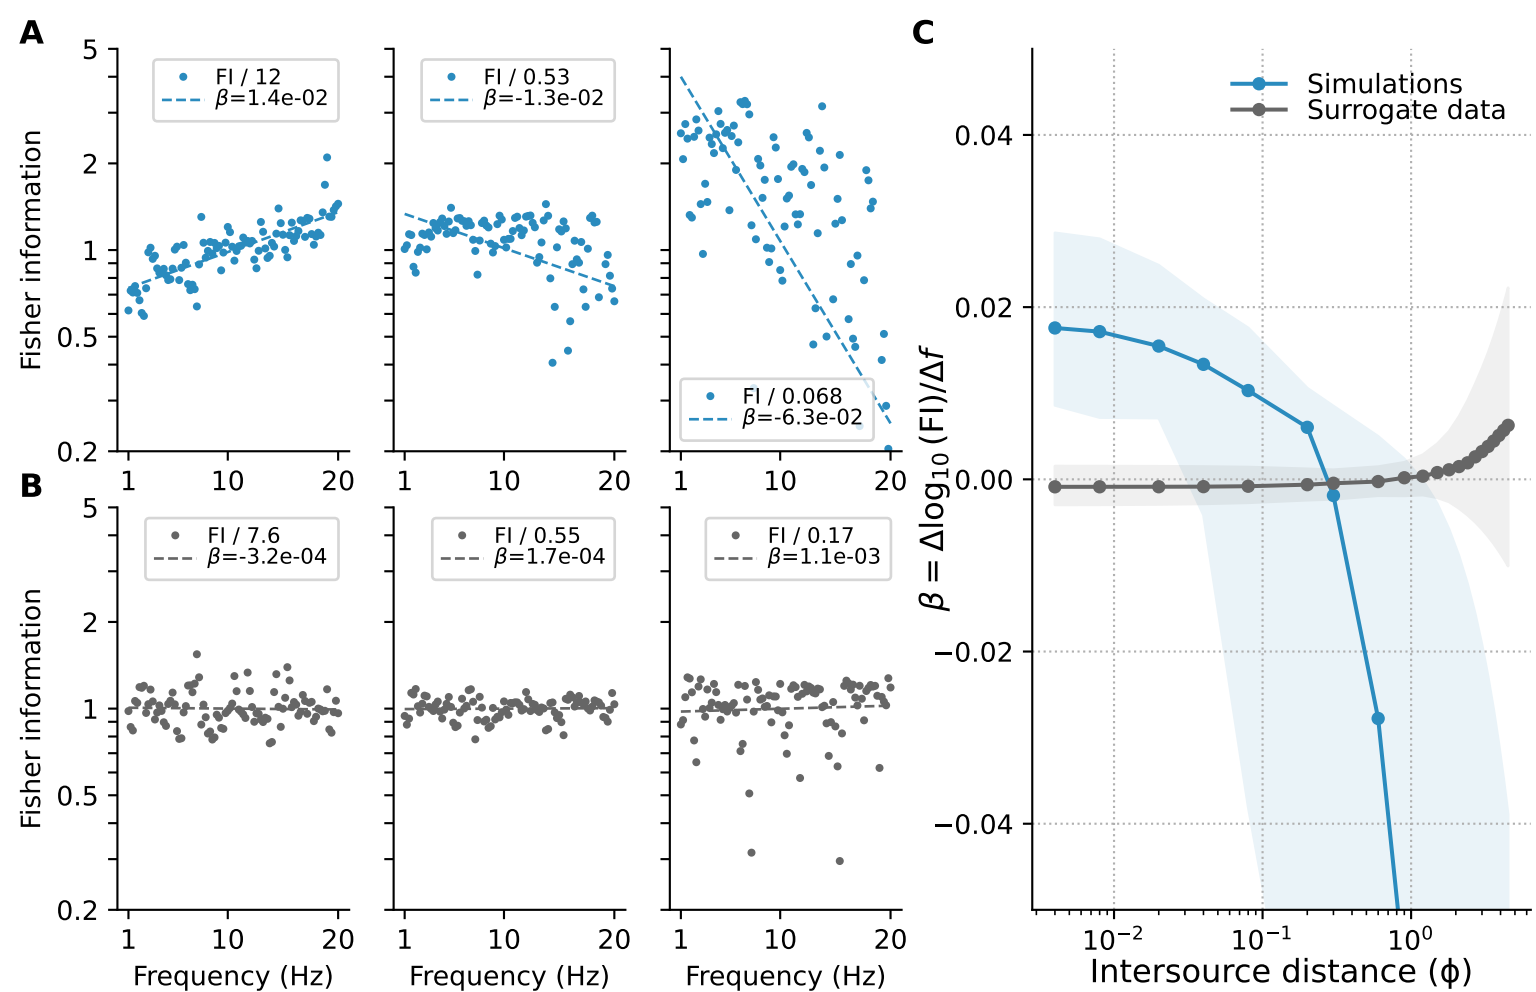 A
Fisher information
5
2
1
0.5
0.2
FI / 12
β=1.4e-02
1 10 20
FI / 0.53
β=-1.3e-02
1 10 20
FI / 0.068
β=-6.3e-02
1 10 20
B
Fisher information
5
2
1
0.5
0.2
FI / 7.6
β=-3.2e-04
1 10 20
Frequency (Hz)
FI / 0.55
β=1.7e-04
1 10 20
Frequency (Hz)
FI / 0.17
β=1.1e-03
1 10 20
Frequency (Hz)
C
β = Δlog₁₀ (FI)/Δf
Simulations
Surrogate data
0.04
0.02
0.00
−0.02
−0.04
10⁻² 10⁻¹ 10⁰
Intersource distance (ϕ)